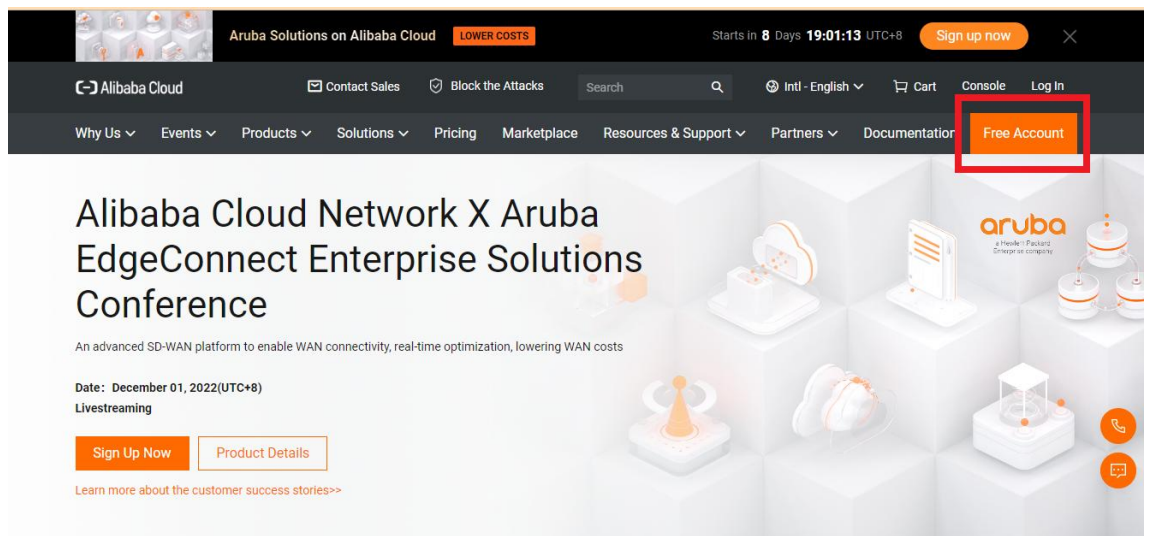 Aruba Solutions on Alibaba Cloud LOWER COSTS Starts in 8 Days 19:01:13 UTC+8 Sign up now
Alibaba Cloud Contact Sales Block the Attacks Search Intl - English Cart Console Log In
Why Us Events Products Solutions Pricing Marketplace Resources & Support Partners Documentation Free Account
Alibaba Cloud Network X Aruba
EdgeConnect Enterprise Solutions
Conference
aruba
a Hewlett Packard
Enterprise company
An advanced SD-WAN platform to enable WAN connectivity, real-time optimization, lowering WAN costs
Date: December 01, 2022(UTC+8)
Livestreaming
Sign Up Now Product Details
Learn more about the customer success stories>>